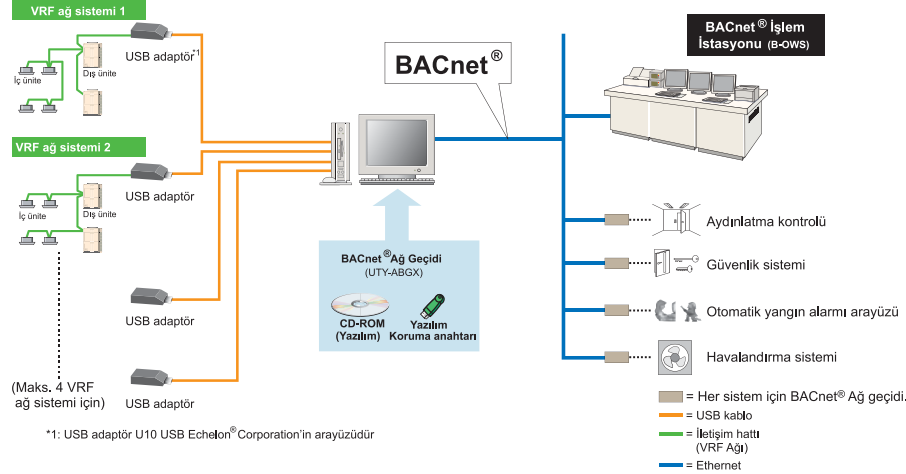 VRF ağ sistemi 1
USB adaptör*1
İç ünite
Dış ünite
VRF ağ sistemi 2
USB adaptör
İç ünite
Dış ünite
USB adaptör
(Maks. 4 VRF
ağ sistemi için)
USB adaptör
*1: USB adaptör U10 USB Echelon® Corporation'in arayüzüdür
BACnet®
BACnet® Ağ Geçidi
(UTY-ABGX)
CD-ROM
(Yazılım)
Yazılım
Koruma anahtarı
BACnet® İşlem
İstasyonu (B-OWS)
Aydınlatma kontrolü
Güvenlik sistemi
Otomatik yangın alarmı arayüzü
Havalandırma sistemi
= Her sistem için BACnet® Ağ geçidi.
= USB kablo
= İletişim hattı
(VRF Ağı)
= Ethernet